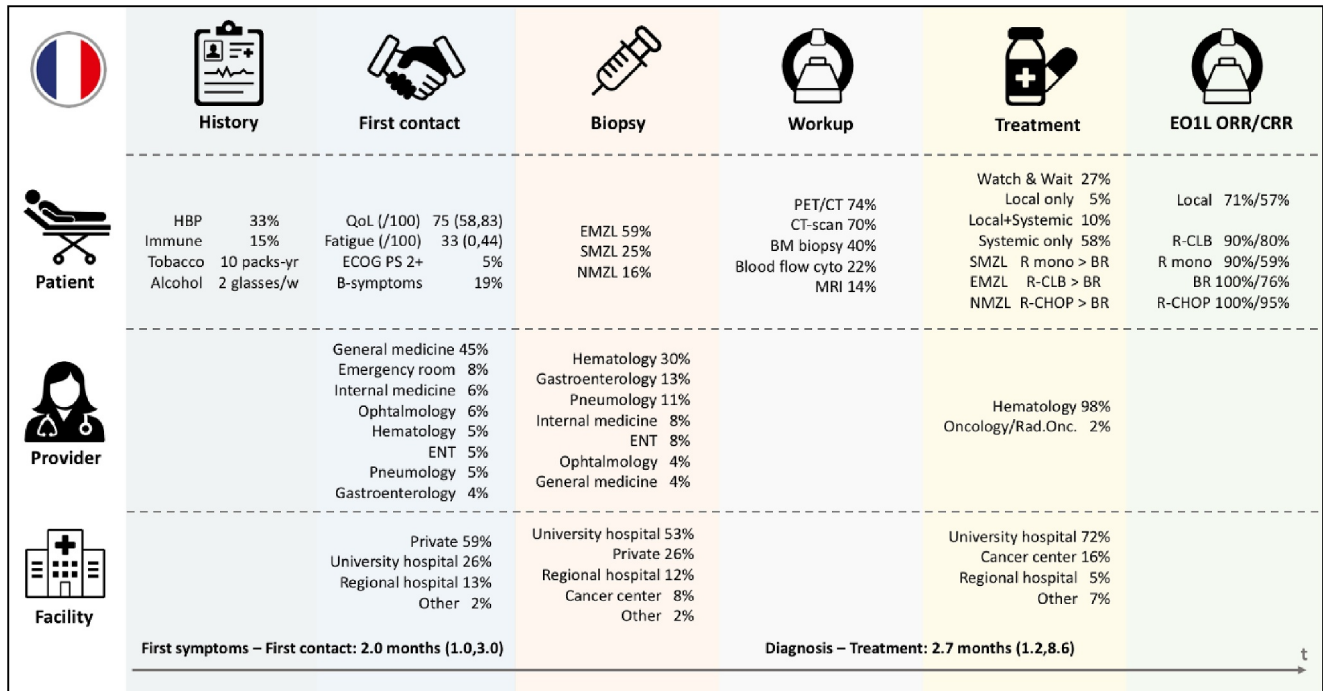 History
First contact
Biopsy
Workup
Treatment
EO1L ORR/CRR
Patient
HBP 33%
Immune 15%
Tobacco 10 packs-yr
Alcohol 2 glasses/w
QoL (/100) 75 (58,83)
Fatigue (/100) 33 (0,44)
ECOG PS 2+ 5%
B-symptoms 19%
EMZL 59%
SMZL 25%
NMZL 16%
PET/CT 74%
CT-scan 70%
BM biopsy 40%
Blood flow cyto 22%
MRI 14%
Watch & Wait 27%
Local only 5%
Local+Systemic 10%
Systemic only 58%
SMZL R mono > BR
EMZL R-CLB > BR
NMZL R-CHOP > BR
Local 71%/57%
R-CLB 90%/80%
R mono 90%/59%
BR 100%/76%
R-CHOP 100%/95%
Provider
General medicine 45%
Emergency room 8%
Internal medicine 6%
Ophtalmology 6%
Hematology 5%
ENT 5%
Pneumology 5%
Gastroenterology 4%
Hematology 30%
Gastroenterology 13%
Pneumology 11%
Internal medicine 8%
ENT 8%
Ophtalmology 4%
General medicine 4%
Hematology 98%
Oncology/Rad.Onc. 2%
Facility
Private 59%
University hospital 26%
Regional hospital 13%
Other 2%
University hospital 53%
Private 26%
Regional hospital 12%
Cancer center 8%
Other 2%
University hospital 72%
Cancer center 16%
Regional hospital 5%
Other 7%
First symptoms – First contact: 2.0 months (1.0,3.0)
Diagnosis – Treatment: 2.7 months (1.2,8.6)
t